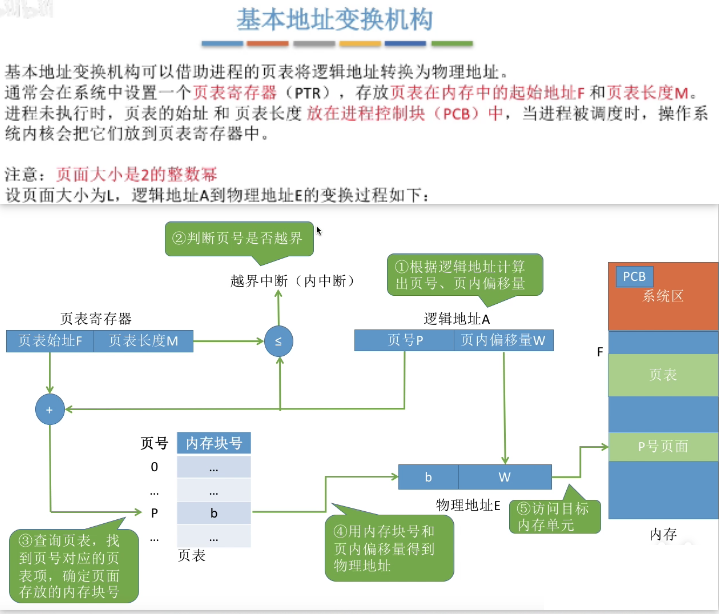 基本地址变换机构
基本地址变换机构可以借助进程的页表将逻辑地址转换为物理地址。
通常会在系统中设置一个页表寄存器（PTR），存放页表在内存中的起始地址F 和页表长度M。
进程未执行时，页表的始址 和 页表长度 放在进程控制块（PCB）中，当进程被调度时，操作系
统内核会把它们放到页表寄存器中。
注意：页面大小是2的整数幂
设页面大小为L，逻辑地址A到物理地址E的变换过程如下：
②判断页号是否越界
越界中断（内中断）
①根据逻辑地址计算
出页号、页内偏移量
PCB
系统区
页表寄存器
逻辑地址A
页表始址F
页表长度M
≤
页号P
页内偏移量W
F
页表
+
页号
内存块号
P号页面
0
...
...
...
b
W
P
b
物理地址E
⑤访问目标
内存单元
...
...
页表
内存
③查询页表，找
到页号对应的页
表项，确定页面
存放的内存块号
④用内存块号和
页内偏移量得到
物理地址